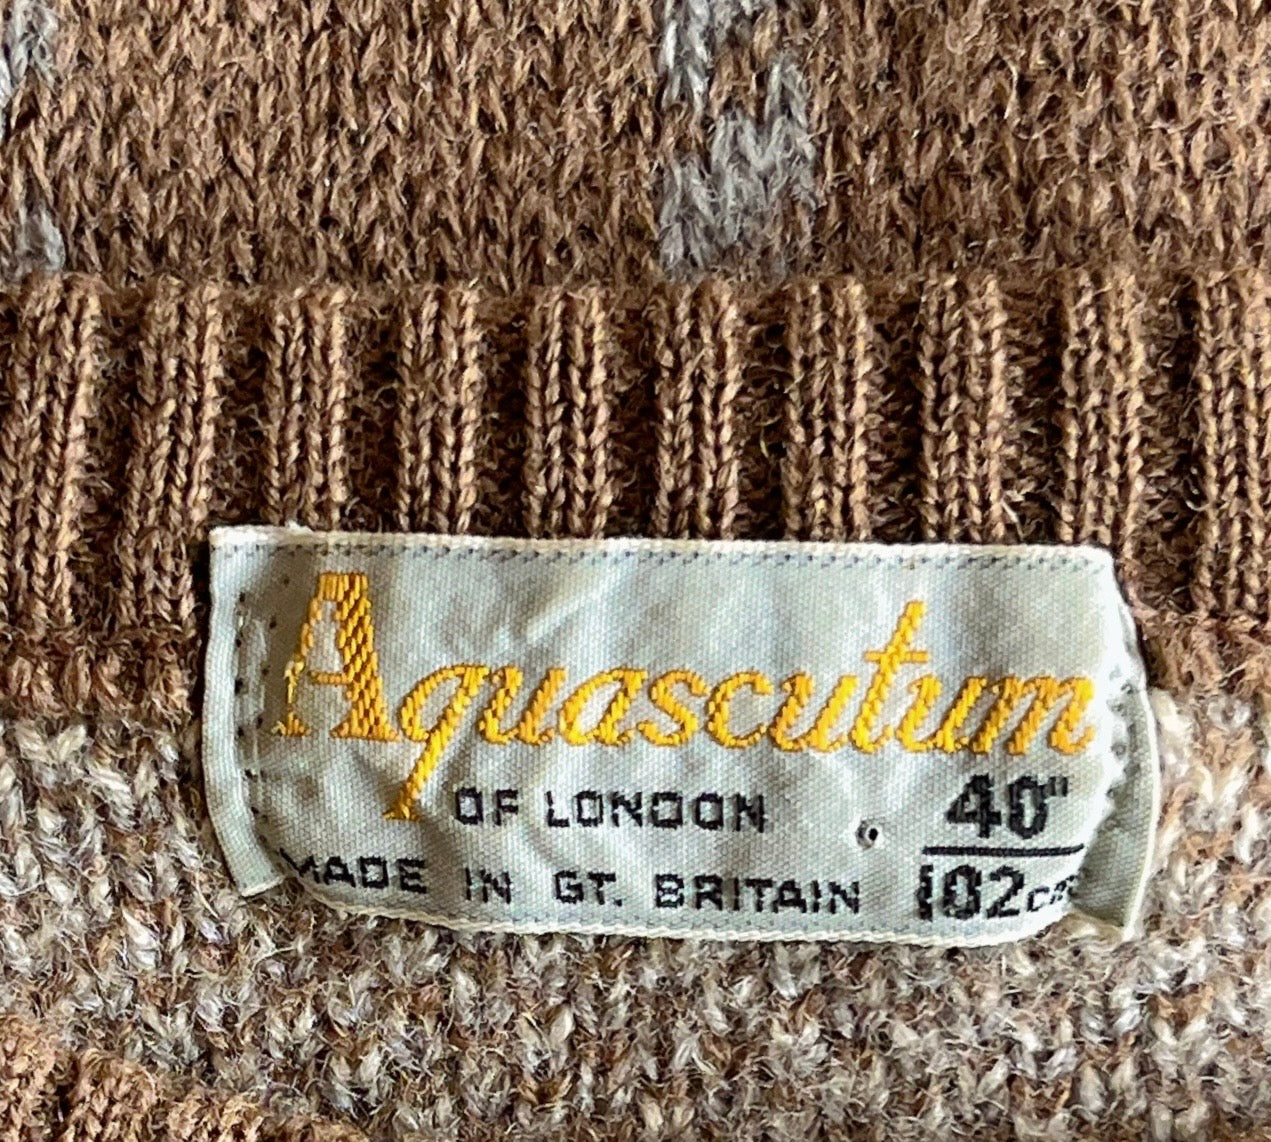 Aquascutum
OF LONDON
MADE IN GT. BRITAIN
40"
102cm